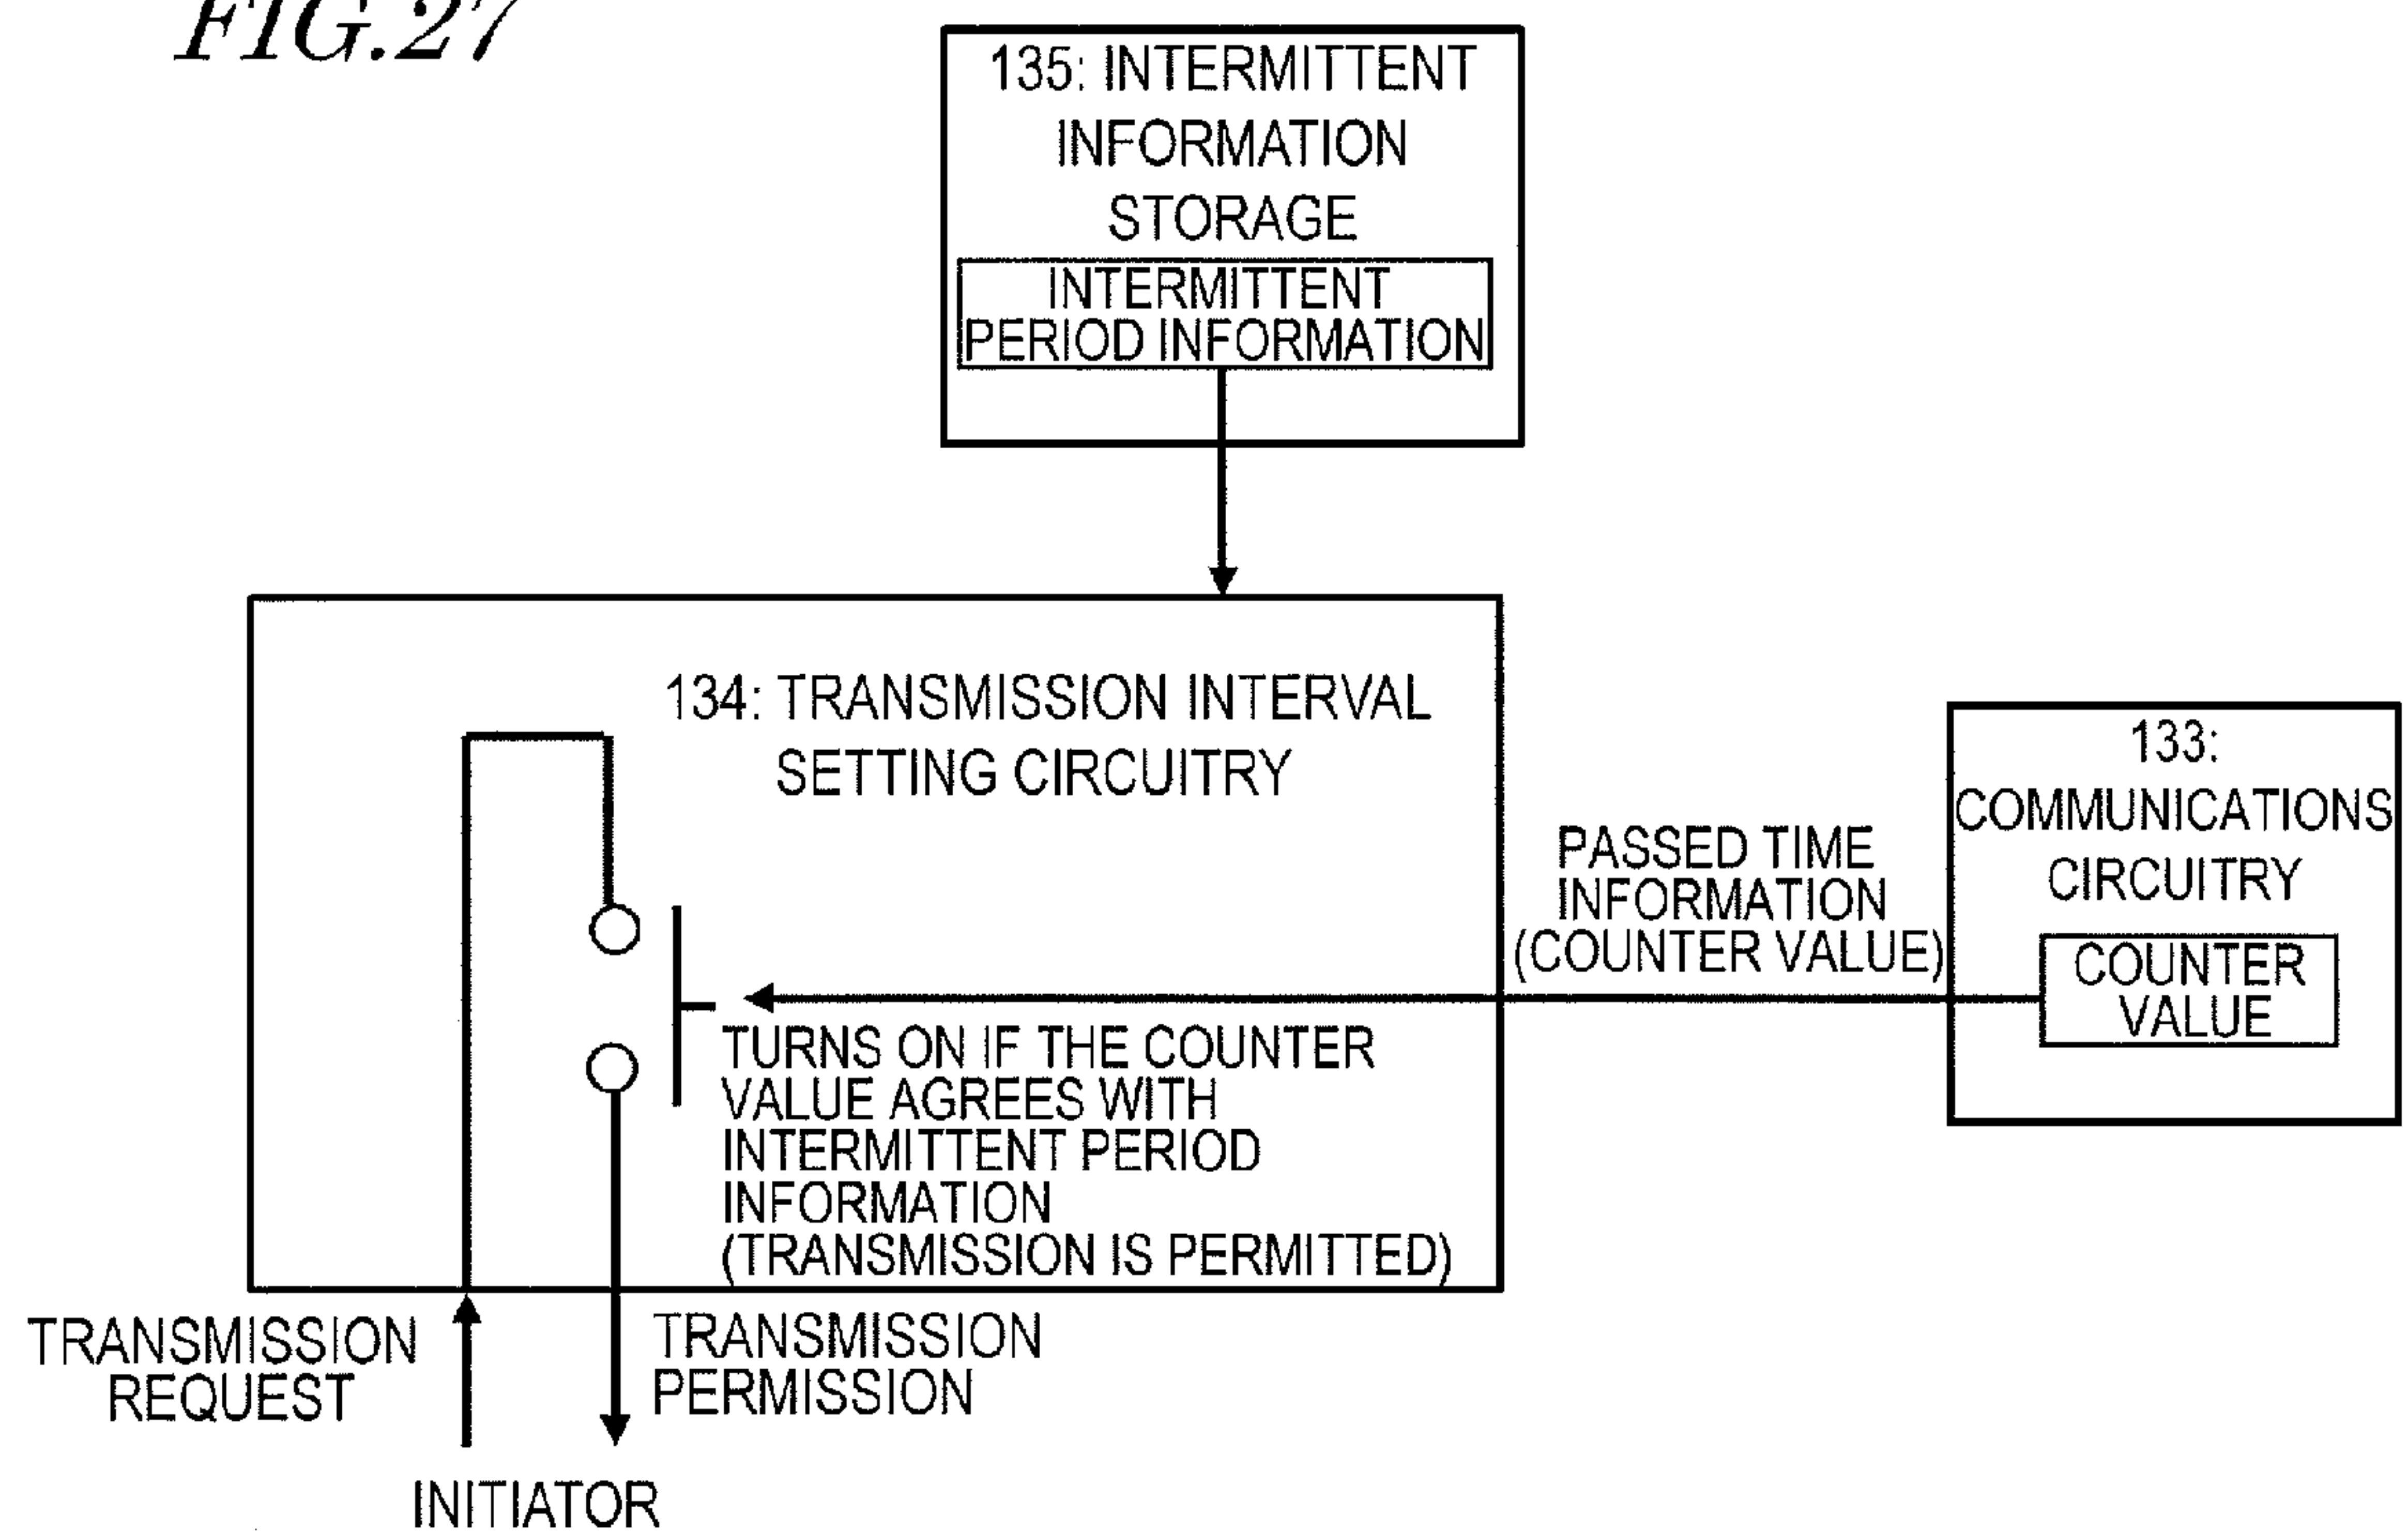 FIG.27
135: INTERMITTENT
INFORMATION
STORAGE
INTERMITTENT
PERIOD INFORMATION
134: TRANSMISSION INTERVAL
SETTING CIRCUITRY
133:
COMMUNICATIONS
CIRCUITRY
COUNTER
VALUE
PASSED TIME
INFORMATION
(COUNTER VALUE)
TURNS ON IF THE COUNTER
VALUE AGREES WITH
INTERMITTENT PERIOD
INFORMATION
(TRANSMISSION IS PERMITTED)
TRANSMISSION
REQUEST
TRANSMISSION
PERMISSION
INITIATOR